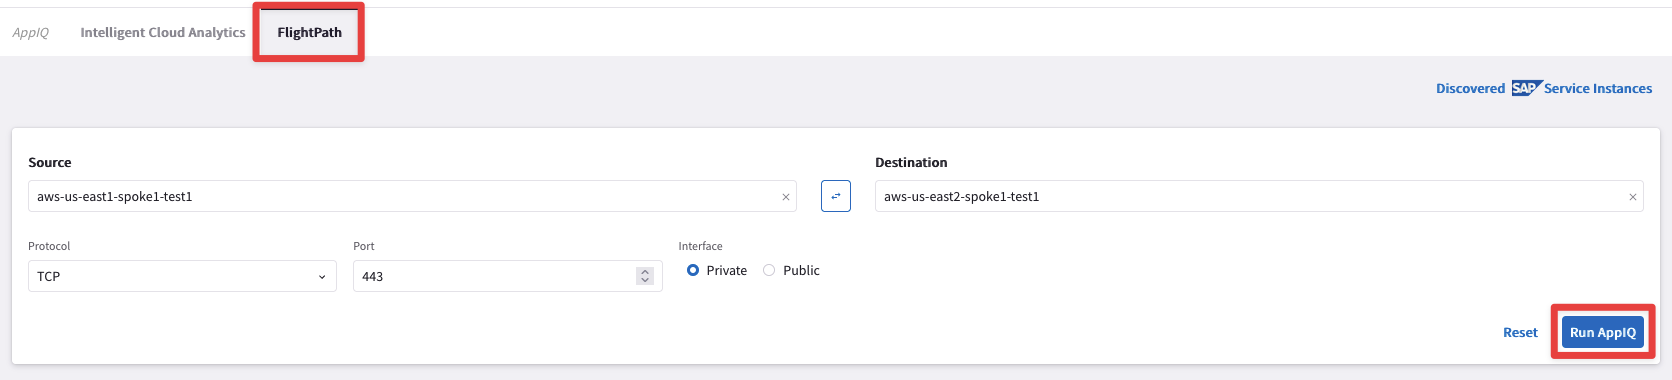 AppIQ Intelligent Cloud Analytics FlightPath
Discovered SAP Service Instances
Source
Destination
aws-us-east1-spoke1-test1
aws-us-east2-spoke1-test1
Protocol
Port
Interface
TCP
443
Private
Public
Reset
Run AppIQ